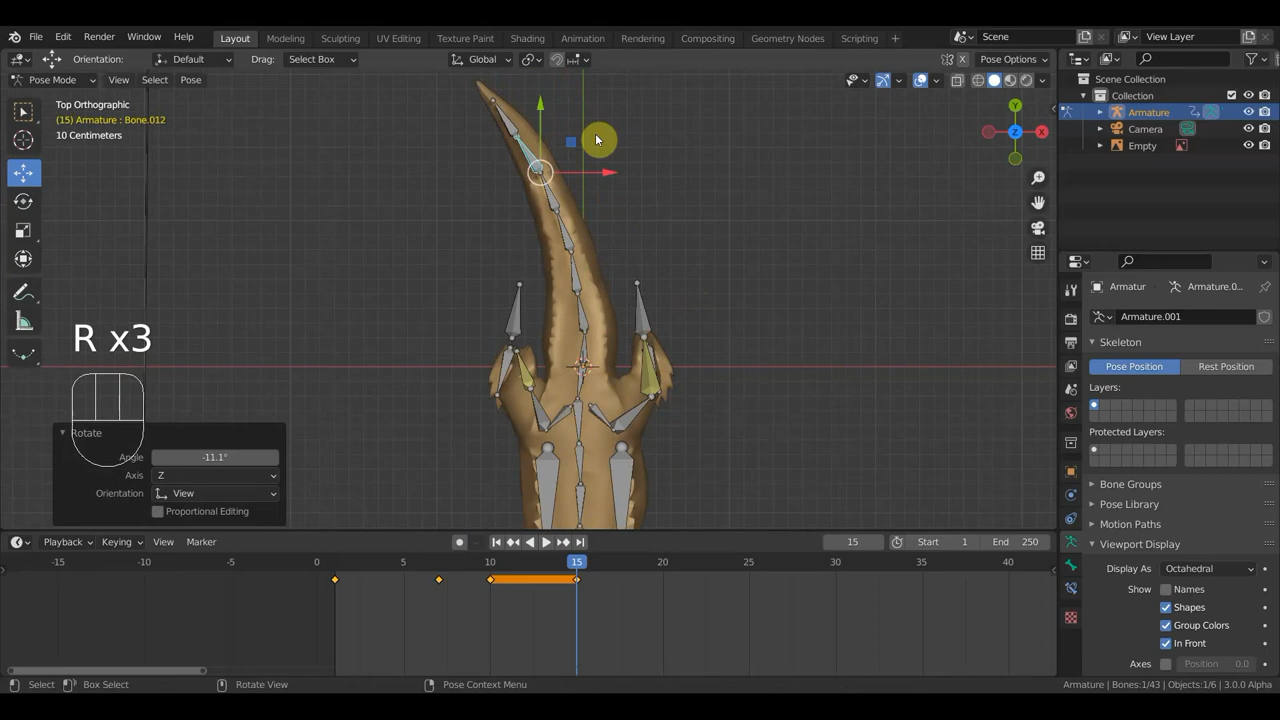 File Edit Render Window Help Layout Modeling Sculpting UV Editing Texture Paint Shading Animation Rendering Compositing Geometry Nodes Scripting + Scene View Layer
Orientation: Default Drag: Select Box Global X Pose Options
Pose Mode View Select Pose
Top Orthographic
(15) Armature : Bone.012
10 Centimeters
Y
Z
X
R x3
Rotate
Angle -11.1°
Axis Z
Orientation View
Proportional Editing
Scene Collection
Collection
Armature
Camera
Empty
Armatur Armature.0...
Armature.001
Skeleton
Pose Position Rest Position
Layers:
Protected Layers:
Bone Groups
Pose Library
Motion Paths
Viewport Display
Display As Octahedral
Show Names
Shapes
Group Colors
In Front
Axes Position 0.0
Playback Keying View Marker 15 Start 1 End 250
-15 -10 -5 0 5 10 15 20 25 30 35 40
Select Box Select Rotate View Pose Context Menu Armature | Bones:1/43 | Objects:1/6 | 3.0.0 Alpha